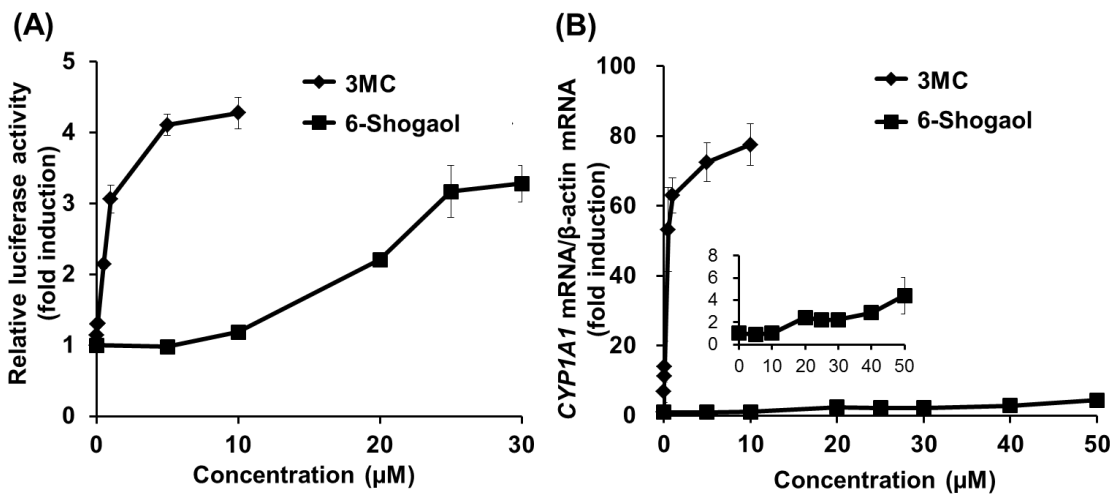 (A)
Relative luciferase activity
(fold induction)
5
4
3
2
1
0
3MC
6-Shogaol
0
10
20
30
Concentration (µM)
(B)
CYP1A1 mRNA/β-actin mRNA
(fold induction)
100
80
60
40
20
0
3MC
6-Shogaol
8
6
4
2
0
0
10
20
30
40
50
0
10
20
30
40
50
Concentration (µM)